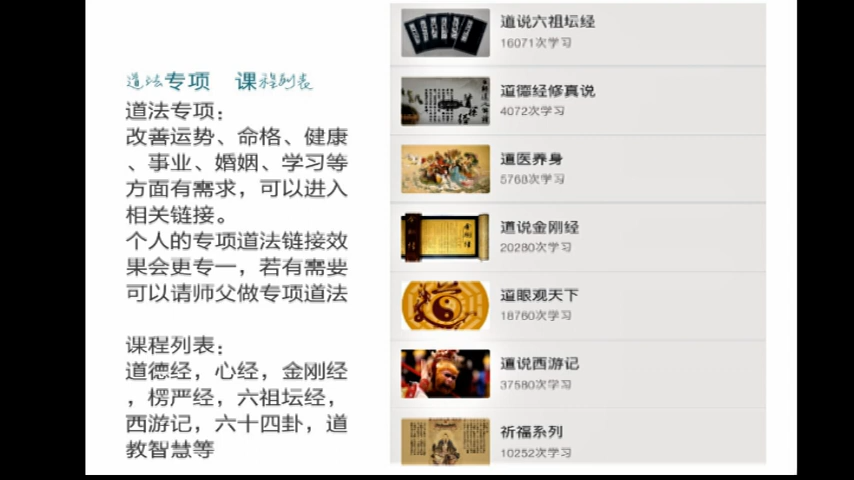 道法专项 课程列表
道法专项：
改善运势、命格、健康
、事业、婚姻、学习等
方面有需求，可以进入
相关链接。
个人的专项道法链接效
果会更专一，若有需要
可以请师父做专项道法
课程列表：
道德经，心经，金刚经
，楞严经，六祖坛经，
西游记，六十四卦，道
教智慧等
道说六祖坛经
16071次学习
道德经修真说
4072次学习
道医养身
5768次学习
道说金刚经
20280次学习
道眼观天下
18760次学习
道说西游记
37580次学习
祈福系列
10252次学习